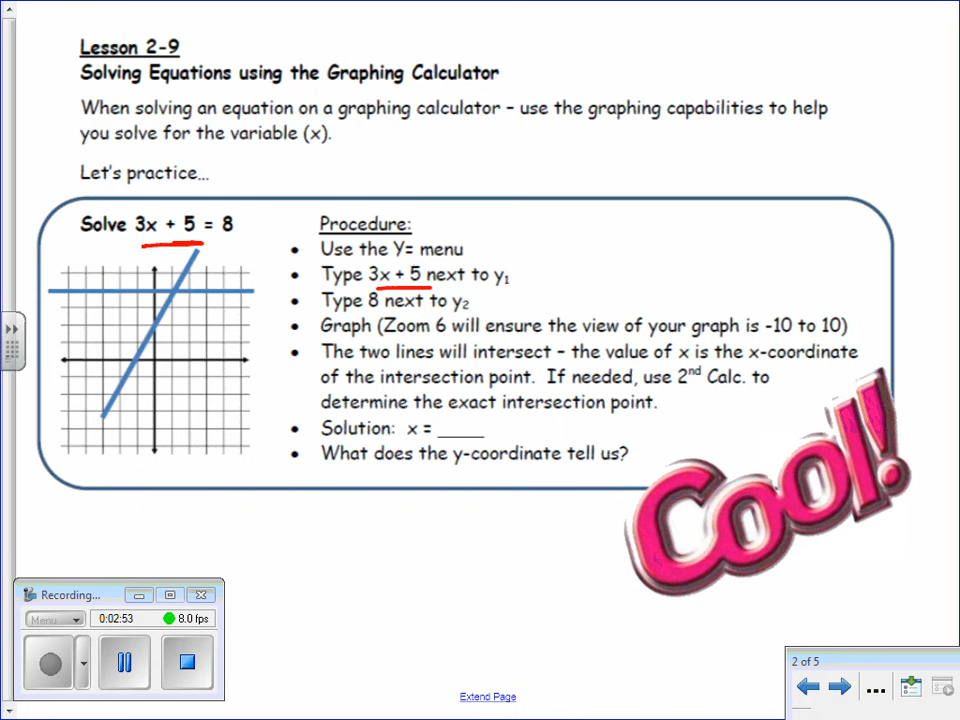 Lesson 2-9
Solving Equations using the Graphing Calculator
When solving an equation on a graphing calculator – use the graphing capabilities to help
you solve for the variable (x).
Let's practice...
Solve 3x + 5 = 8
Procedure:
• Use the Y= menu
• Type 3x + 5 next to y₁
• Type 8 next to y₂
• Graph (Zoom 6 will ensure the view of your graph is -10 to 10)
• The two lines will intersect – the value of x is the x-coordinate
of the intersection point. If needed, use 2ⁿᵈ Calc. to
determine the exact intersection point.
• Solution: x = _____
• What does the y-coordinate tell us?
Cool!
Recording...
Menu
0:02:53
8.0 fps
2 of 5
Extend Page